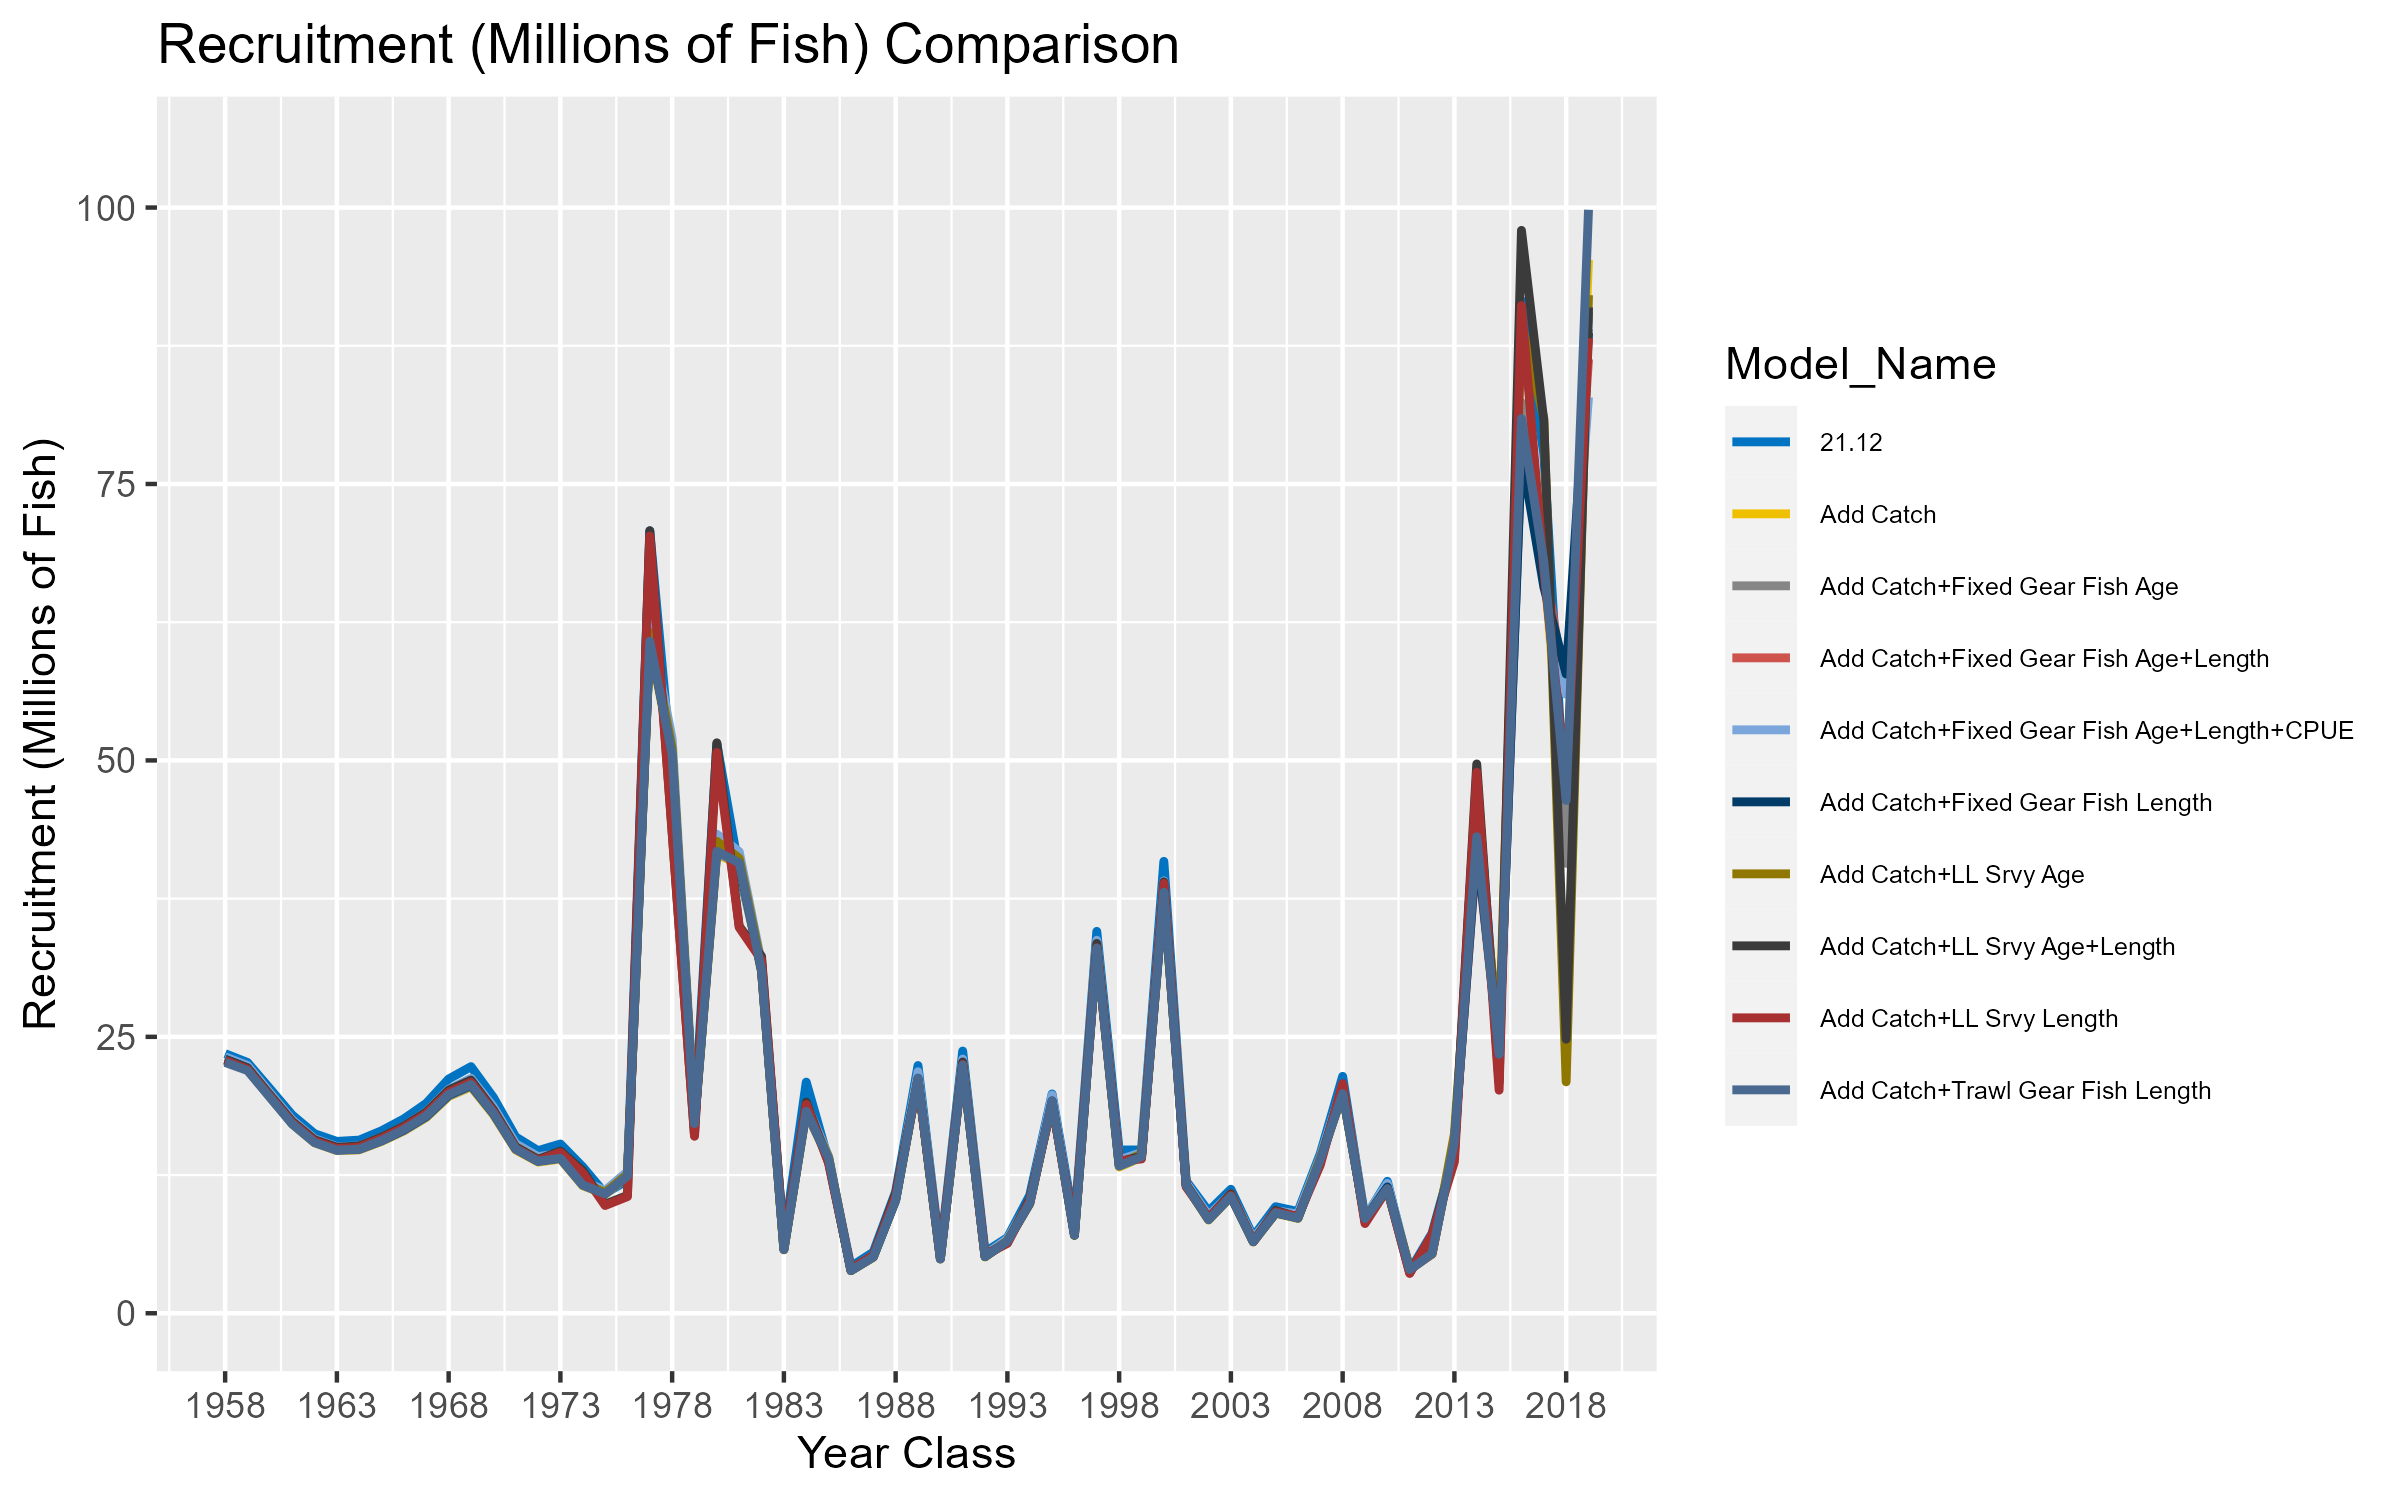 Recruitment (Millions of Fish) Comparison
Recruitment (Millions of Fish)
100
75
50
25
0
1958 1963 1968 1973 1978 1983 1988 1993 1998 2003 2008 2013 2018
Year Class
Model_Name
21.12
Add Catch
Add Catch+Fixed Gear Fish Age
Add Catch+Fixed Gear Fish Age+Length
Add Catch+Fixed Gear Fish Age+Length+CPUE
Add Catch+Fixed Gear Fish Length
Add Catch+LL Srvy Age
Add Catch+LL Srvy Age+Length
Add Catch+LL Srvy Length
Add Catch+Trawl Gear Fish Length